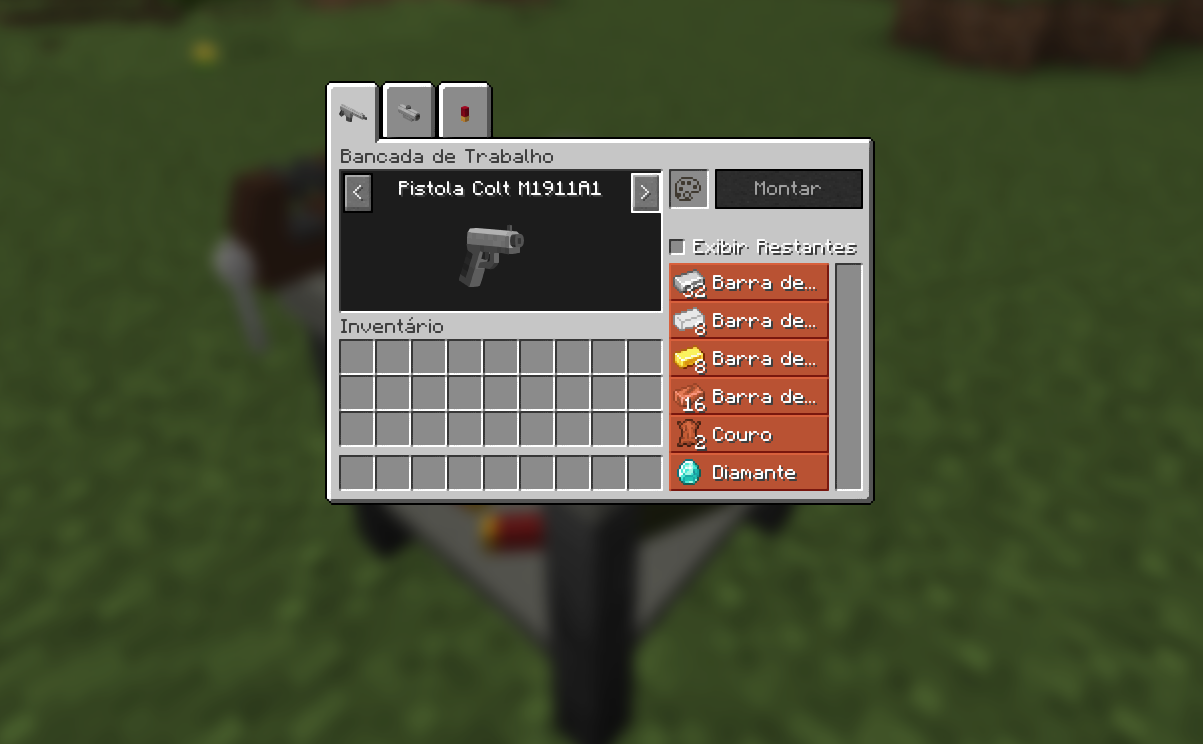 Bancada de Trabalho
< Pistola Colt M1911A1 >
Montar
Exibir Restantes
32 Barra de...
8 Barra de...
8 Barra de...
16 Barra de...
2 Couro
Diamante
Inventário